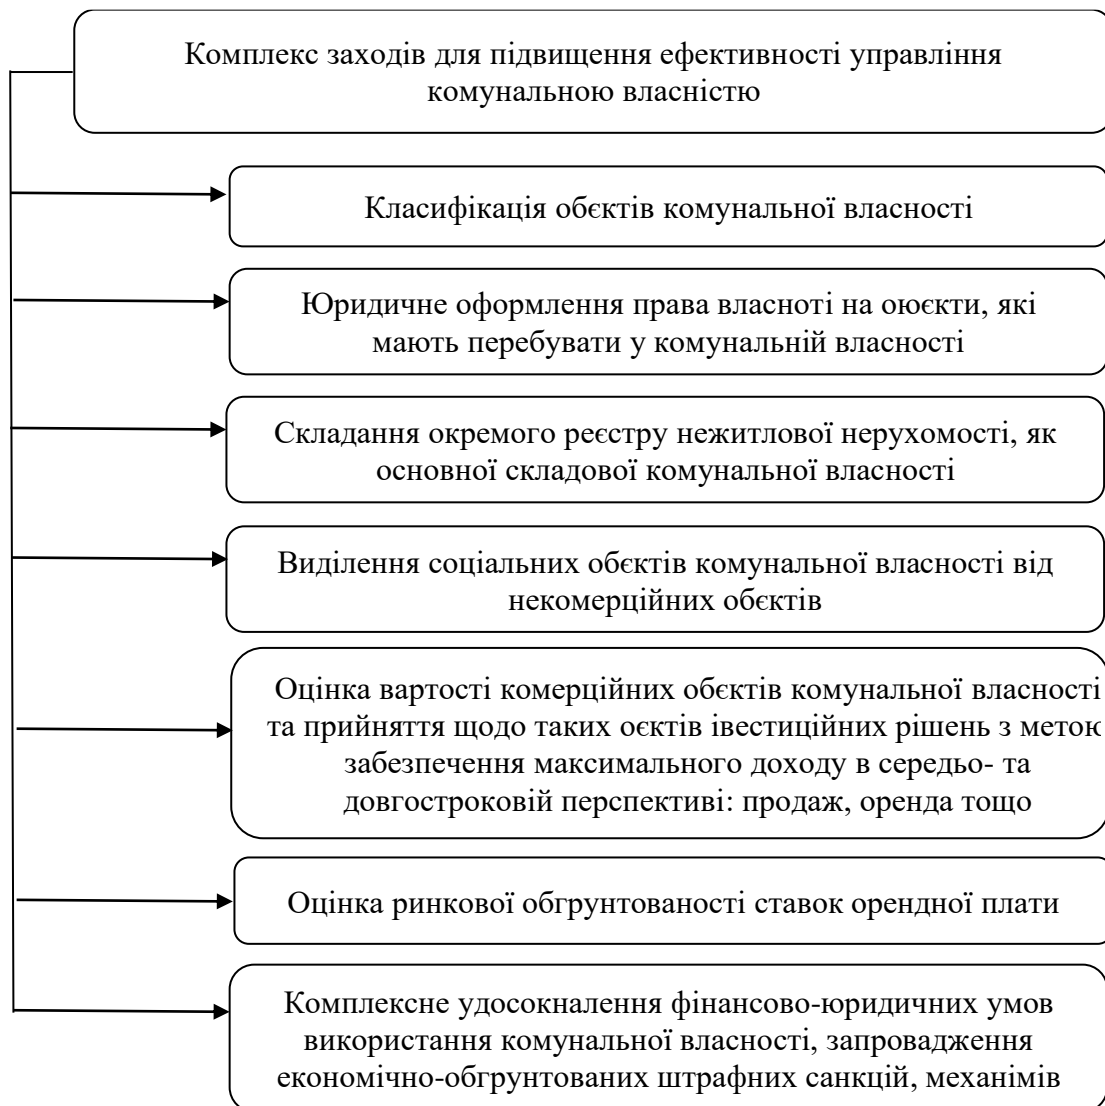 Комплекс заходів для підвищення ефективності управління
комунальною власністю
Класифікація обєктів комунальної власності
Юридичне оформлення права власноті на оюєкти, які
мають перебувати у комунальній власності
Складання окремого реєстру нежитлової нерухомості, як
основної складової комунальної власності
Виділення соціальних обєктів комунальної власності від
некомерційних обєктів
Оцінка вартості комерційних обєктів комунальної власності
та прийняття щодо таких оєктів івестиційних рішень з метою
забезпечення максимального доходу в середьо- та
довгостроковій перспективі: продаж, оренда тощо
Оцінка ринкової обгрунтованості ставок орендної плати
Комплексне удосокналення фінансово-юридичних умов
використання комунальної власності, запровадження
економічно-обгрунтованих штрафних санкцій, механімів